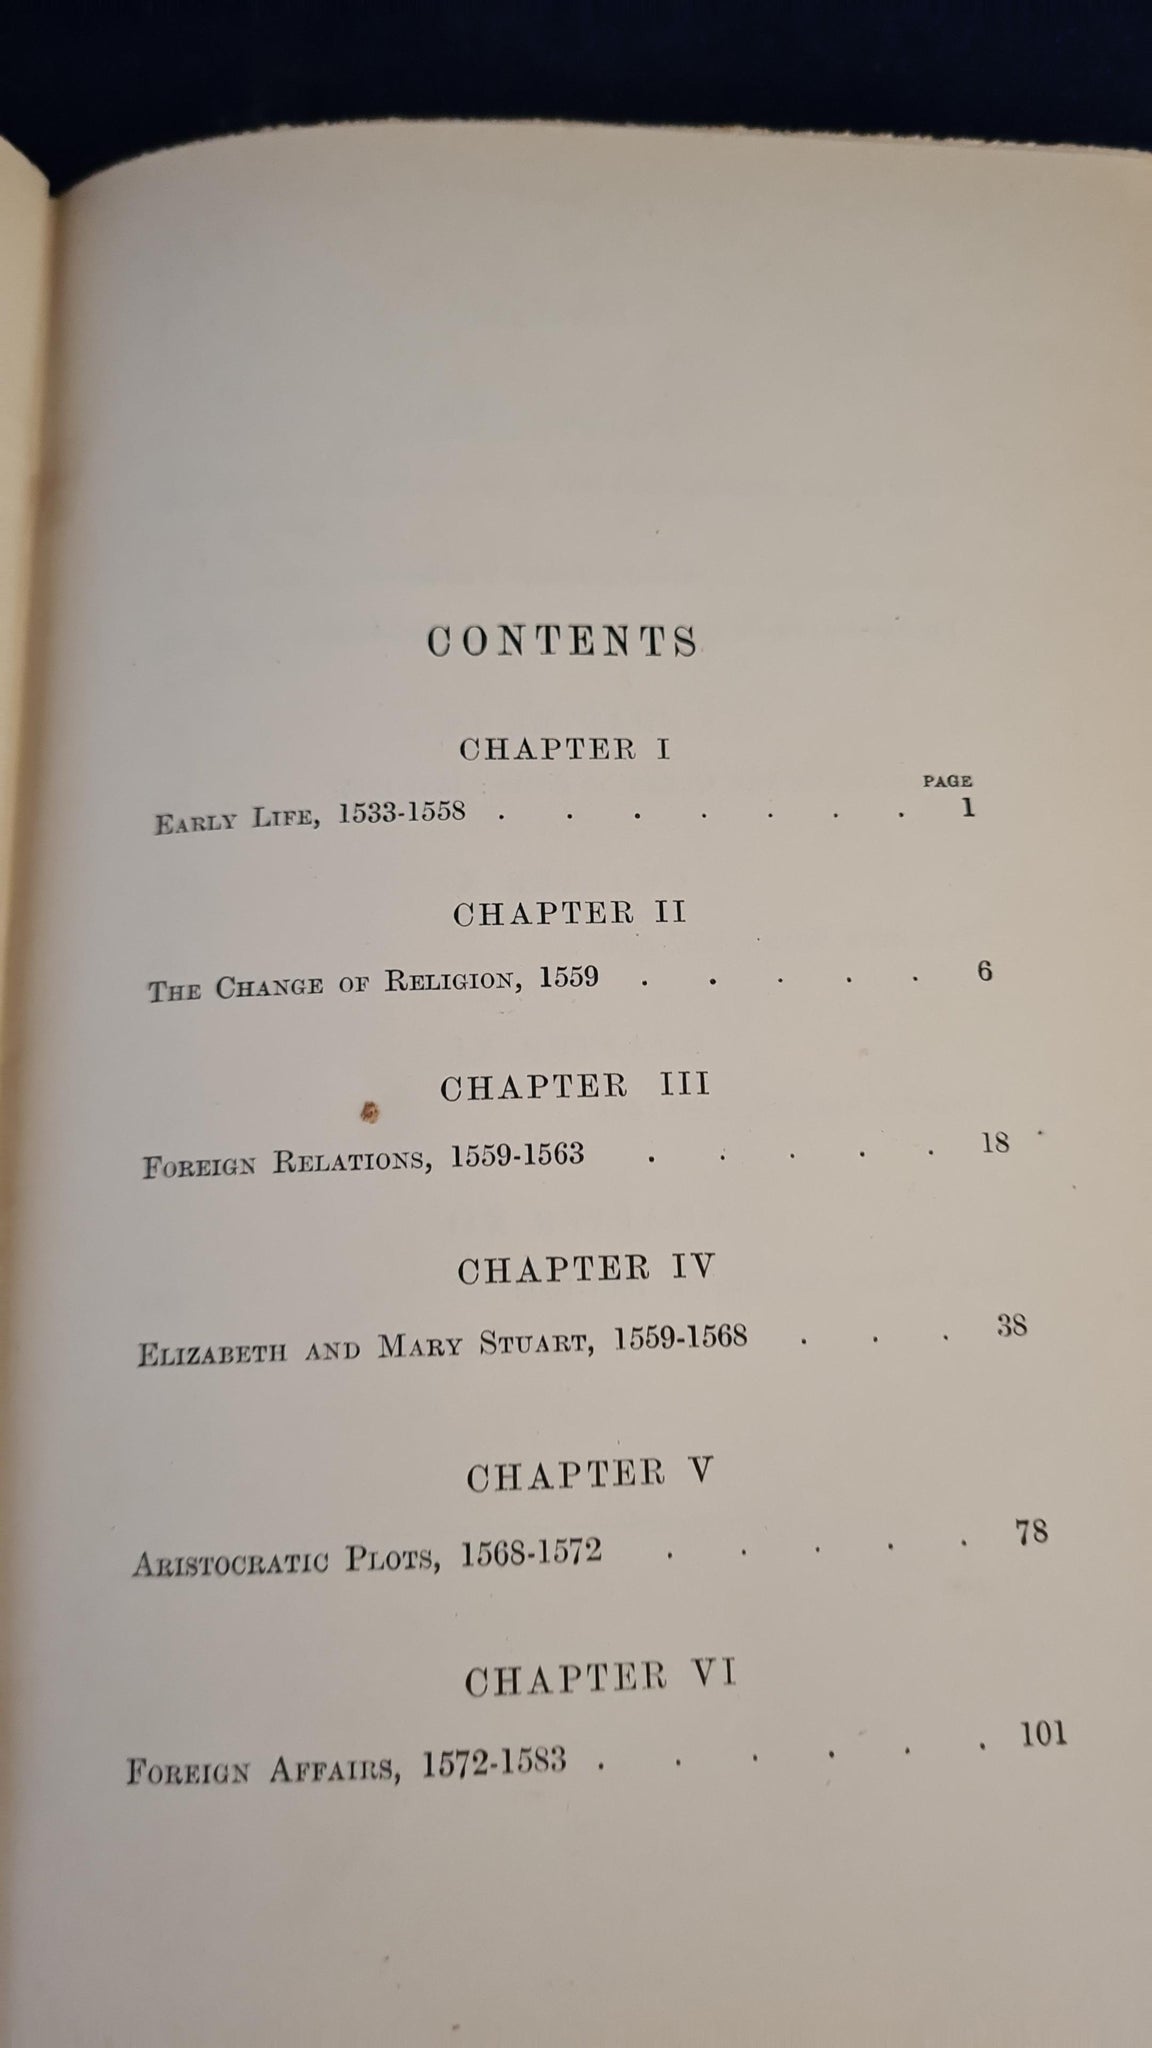 CONTENTS
CHAPTER I
PAGE
EARLY LIFE, 1533-1558 . . . . . . . 1
CHAPTER II
THE CHANGE OF RELIGION, 1559 . . . . . 6
CHAPTER III
FOREIGN RELATIONS, 1559-1563 . . . . . 18
CHAPTER IV
ELIZABETH AND MARY STUART, 1559-1568 . . . 38
CHAPTER V
ARISTOCRATIC PLOTS, 1568-1572 . . . . . 78
CHAPTER VI
FOREIGN AFFAIRS, 1572-1583 . . . . . . 101